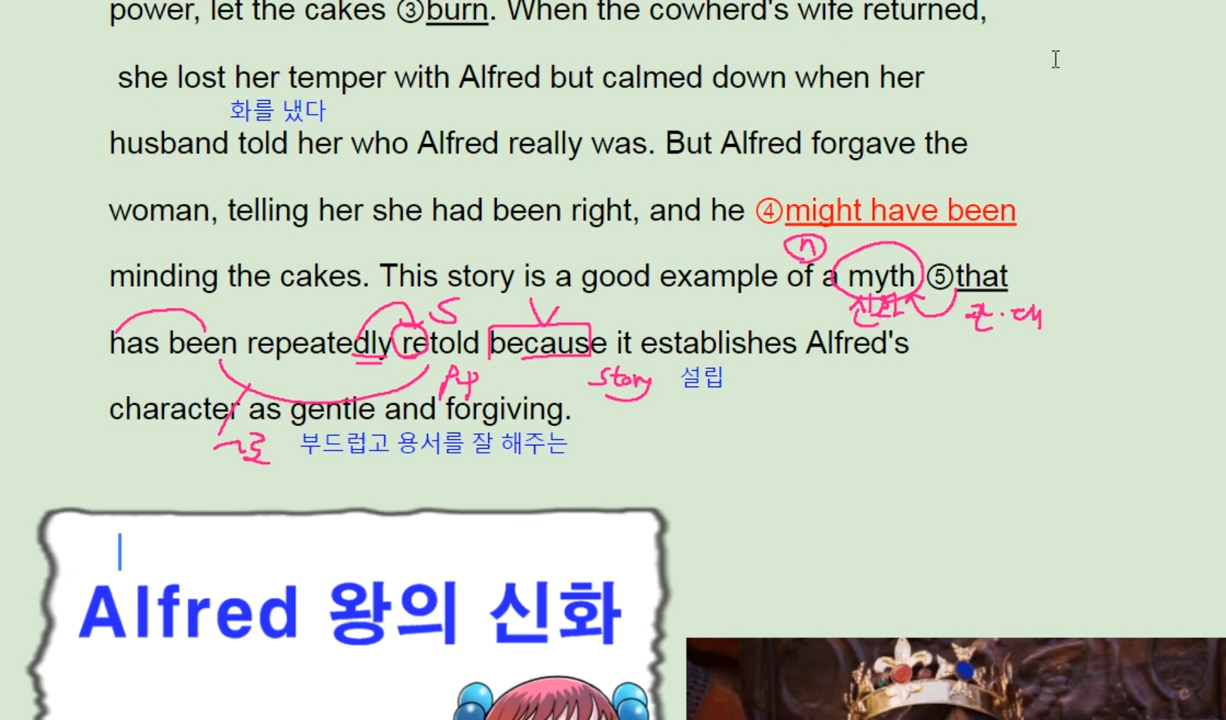 power, let the cakes ③burn. When the cowherd's wife returned,
she lost her temper with Alfred but calmed down when her
화를 냈다
husband told her who Alfred really was. But Alfred forgave the
woman, telling her she had been right, and he ④might have been
n
minding the cakes. This story is a good example of a myth ⑤that
신화
관·대
S V
has been repeatedly retold because it establishes Alfred's
p.p
story
설립
character as gentle and forgiving.
부드럽고 용서를 잘 해주는
Alfred 왕의 신화